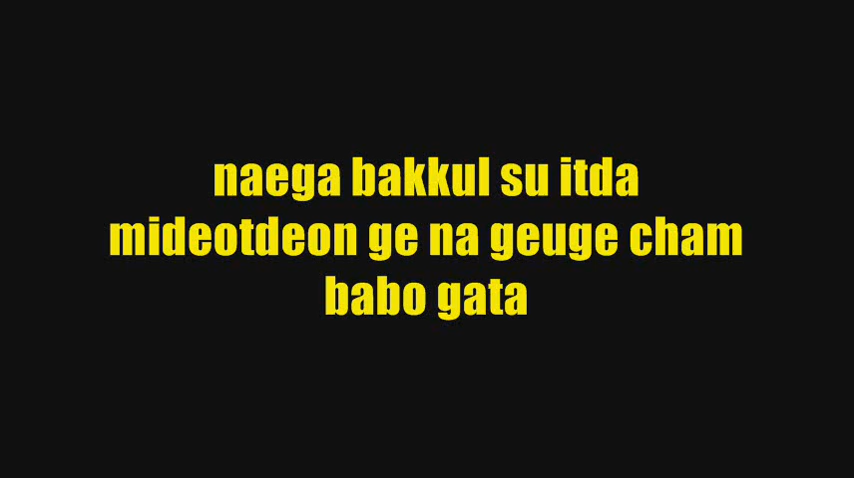 naega bakkul su itda
mideotdeon ge na geuge cham
babo gata